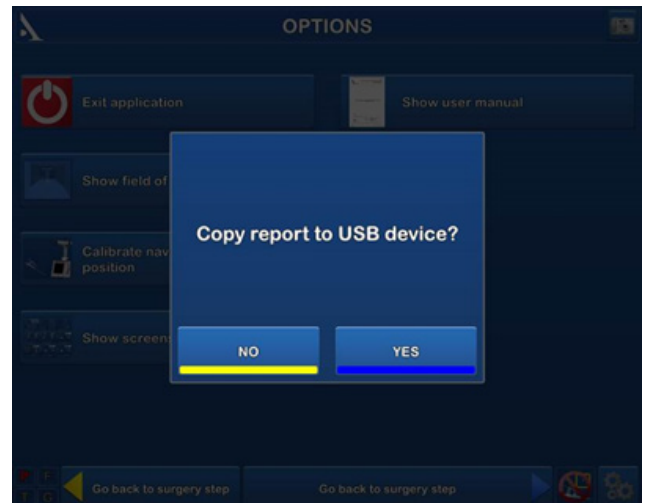 OPTIONS
Exit application
Show user manual
Show field of
Copy report to USB device?
Calibrate nav
position
Show screens
NO
YES
Go back to surgery step
Go back to surgery step